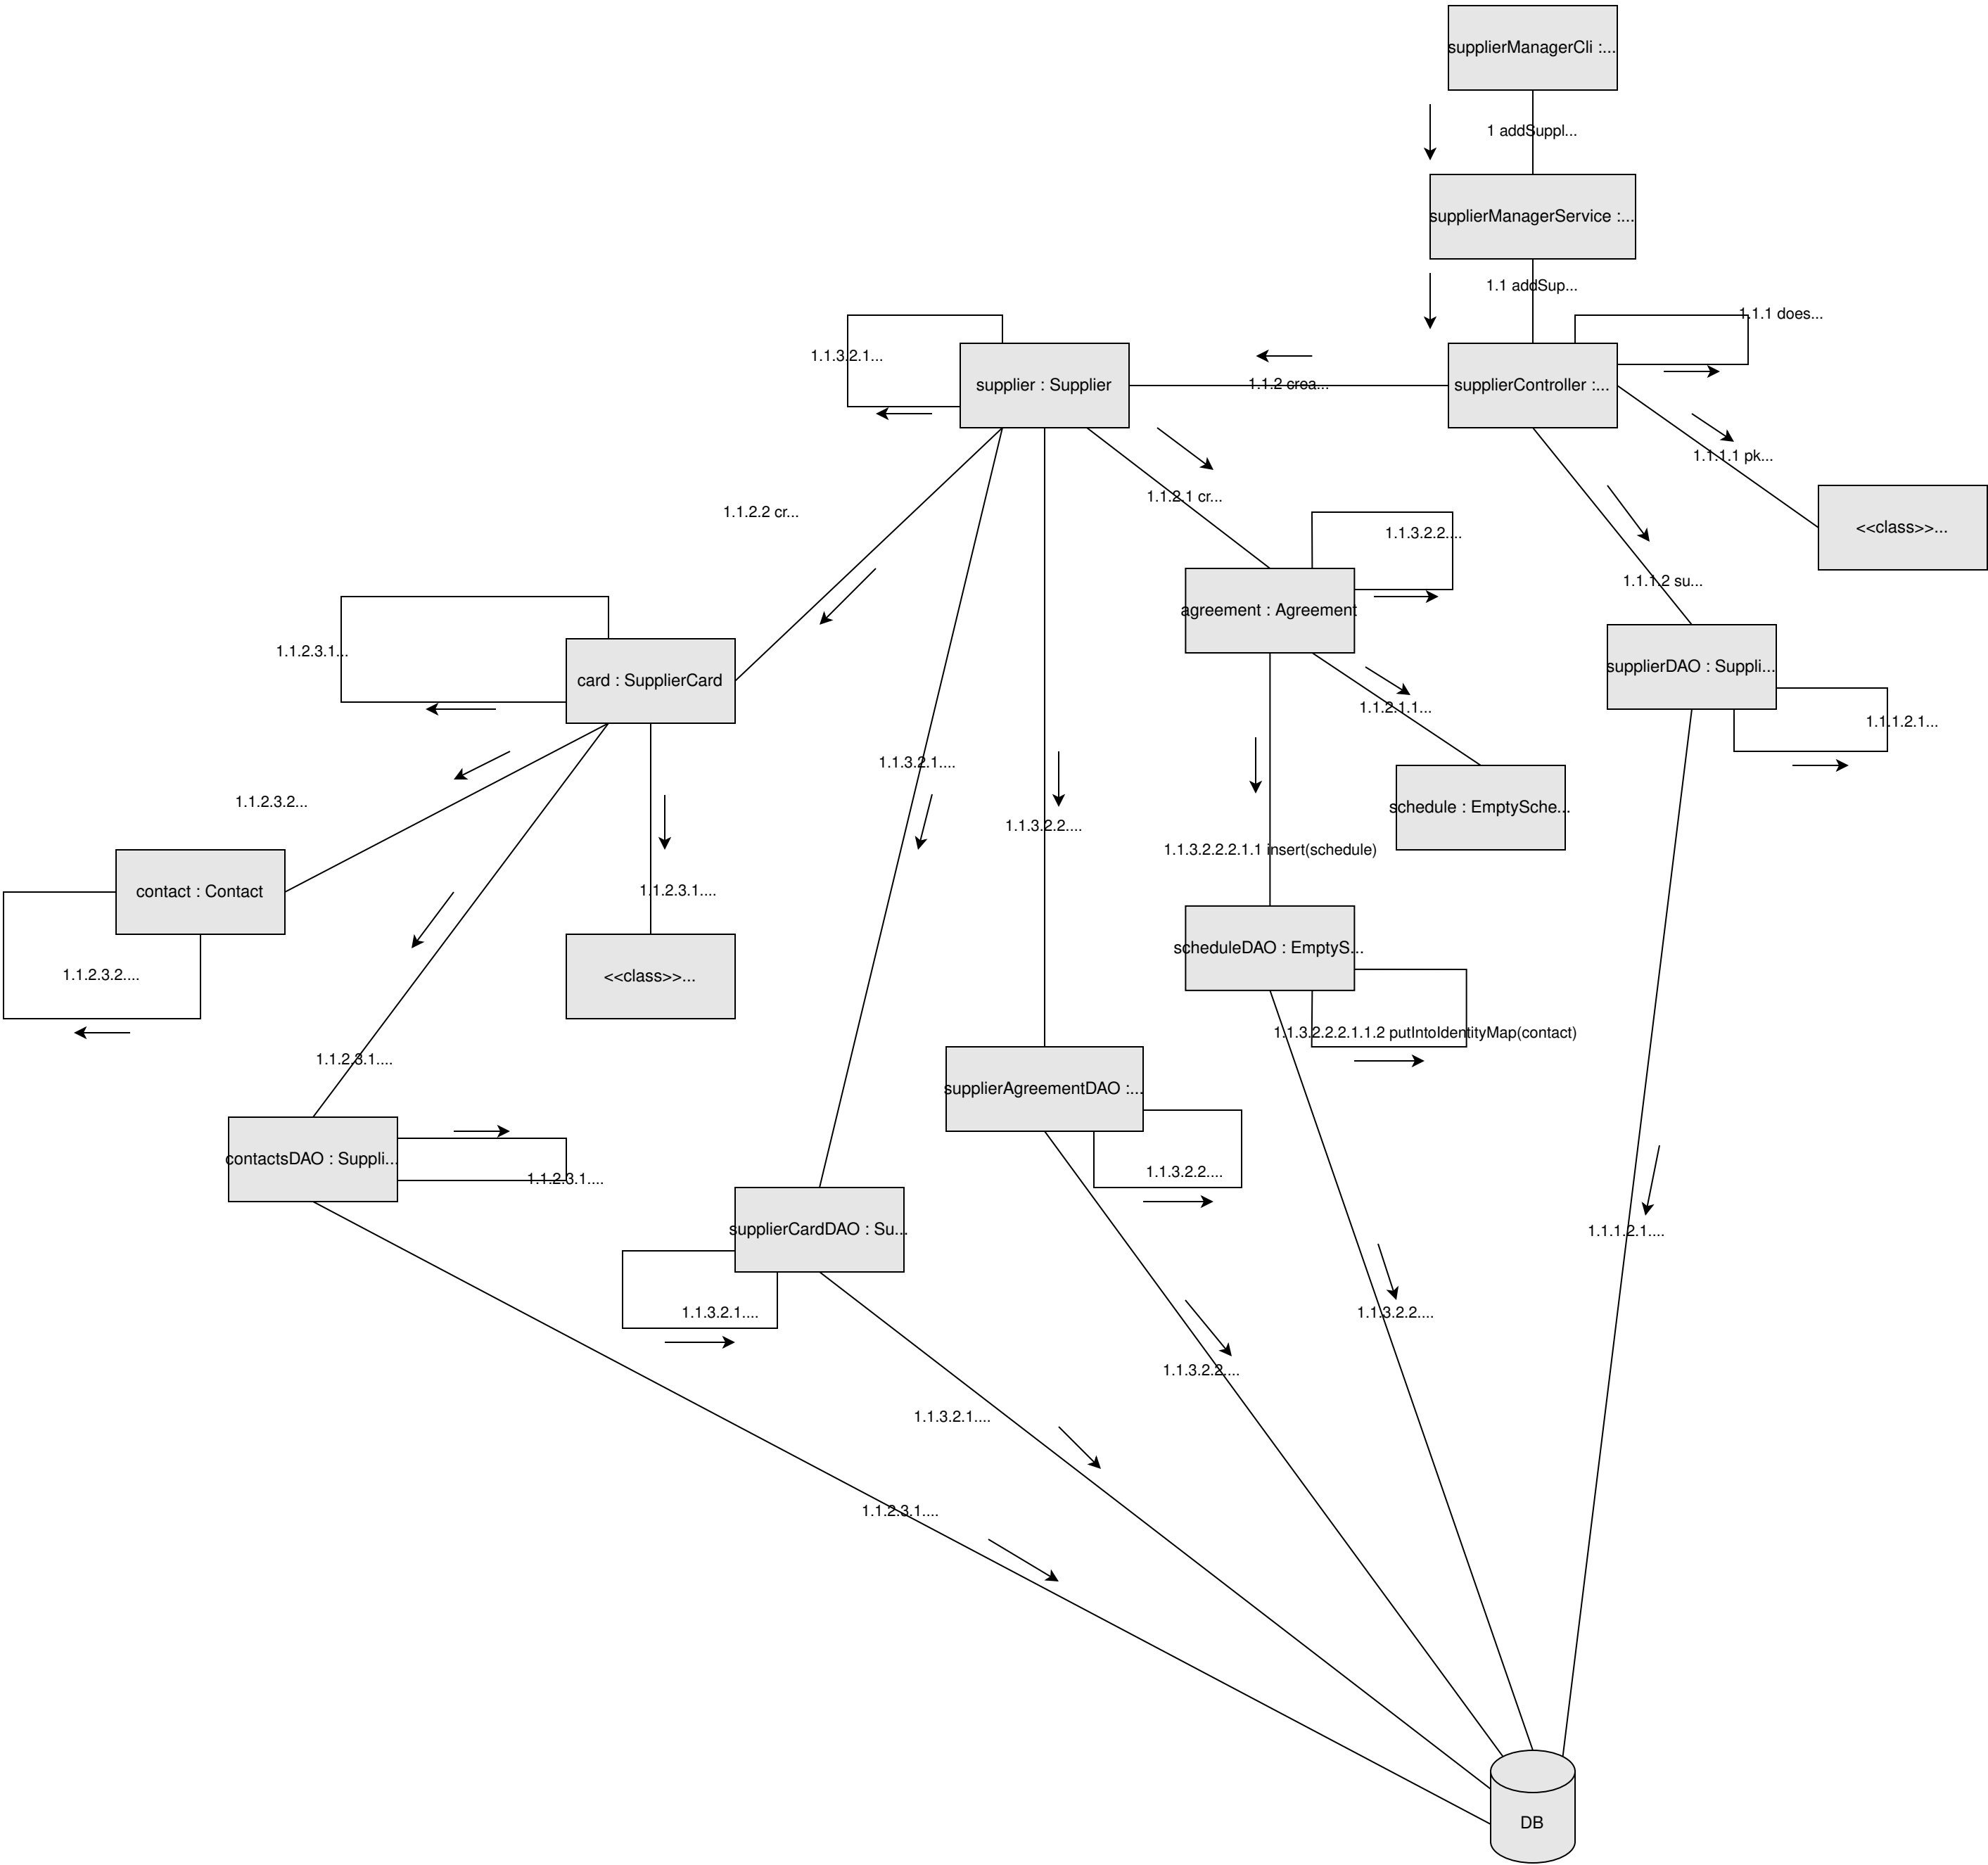 supplierManagerCli :...
1 addSuppl...
supplierManagerService :...
1.1 addSup...
1.1.1 does...
1.1.3.2.1...
supplier : Supplier
1.1.2 crea...
supplierController :...
1.1.1.1 pk...
1.1.2.1 cr...
1.1.2.2 cr...
<<class>>...
1.1.3.2.2....
1.1.1.2 su...
agreement : Agreement
1.1.2.3.1...
supplierDAO : Suppli...
card : SupplierCard
1.1.2.1.1...
1.1.1.2.1...
1.1.3.2.1....
1.1.2.3.2...
schedule : EmptySche...
1.1.3.2.2....
1.1.3.2.2.2.1.1 insert(schedule)
contact : Contact
1.1.2.3.1....
scheduleDAO : EmptyS...
1.1.2.3.2....
<<class>>...
1.1.3.2.2.2.1.1.2 putIntoIdentityMap(contact)
1.1.2.3.1....
supplierAgreementDAO :...
contactsDAO : Suppli...
1.1.3.2.2....
1.1.2.3.1....
supplierCardDAO : Su...
1.1.1.2.1....
1.1.3.2.1....
1.1.3.2.2....
1.1.3.2.2....
1.1.3.2.1....
1.1.2.3.1....
DB